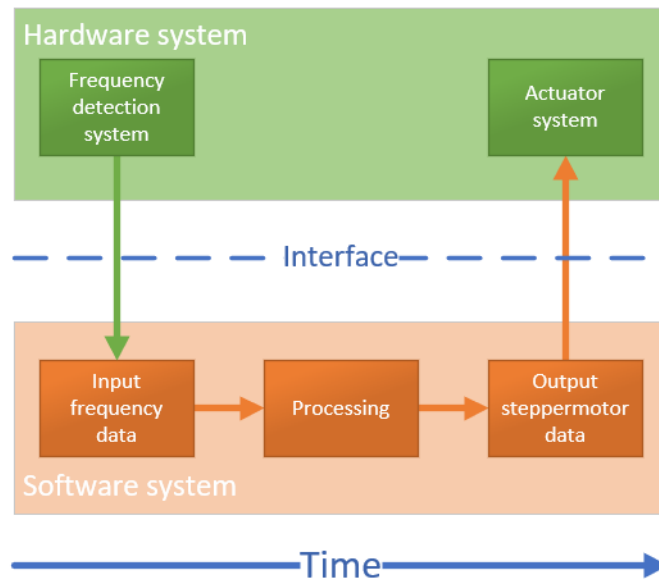 Hardware system
Frequency
detection
system
Actuator
system
Interface
Input
frequency
data
Processing
Output
steppermotor
data
Software system
Time